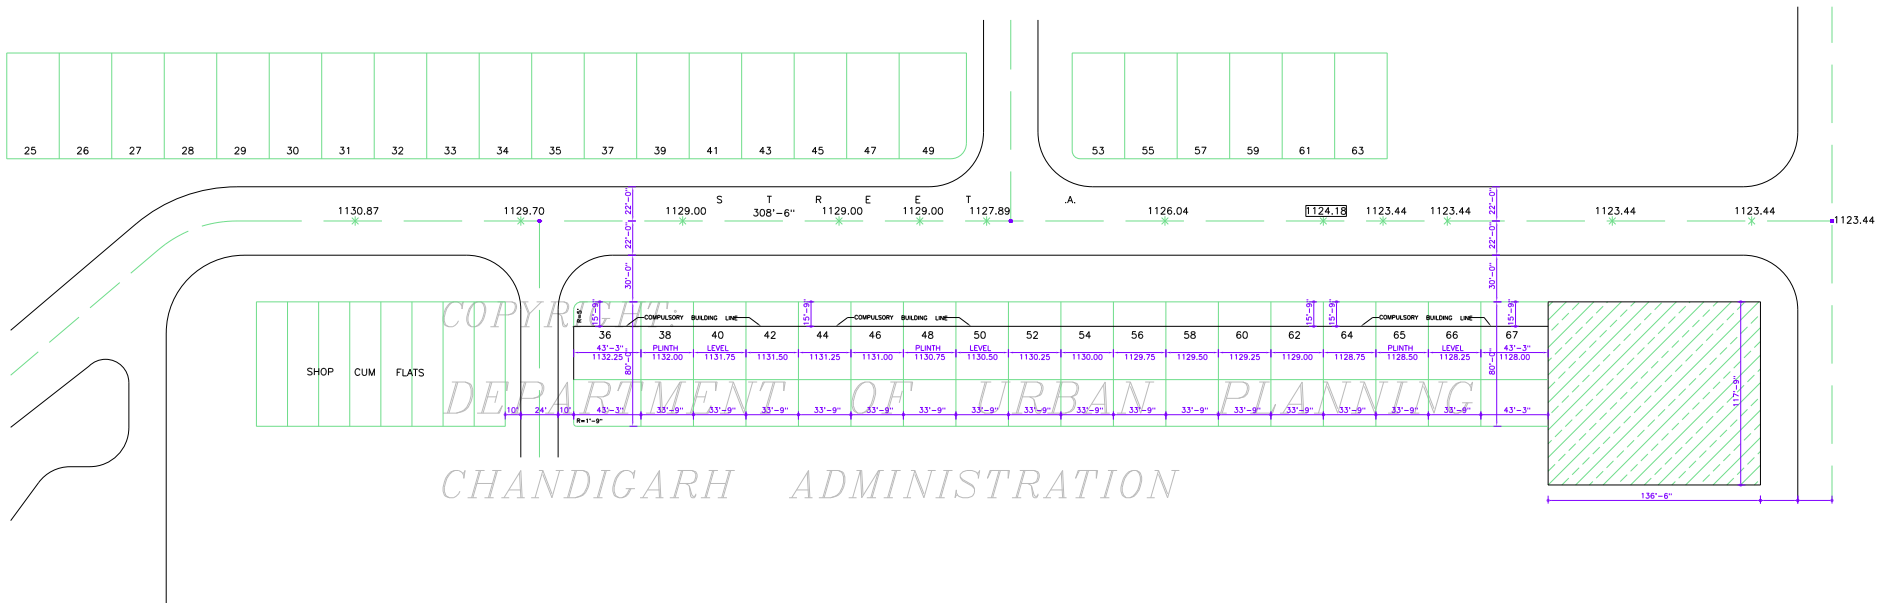 25 26 27 28 29 30 31 32 33 34 35 37 39 41 43 45 47 49 53 55 57 59 61 63
S T R E E T .A.
1130.87 1129.70 1129.00 308'-6" 1129.00 1129.00 1127.89 1126.04 1124.18 1123.44 1123.44 1123.44 1123.44 1123.44
22'-0" 22'-0"
22'-0" 22'-0"
30'-0" 30'-0"
COPYRIGHT:
R=5' 15'-9" 15'-9" 15'-9" 15'-9" 15'-9"
COMPULSORY BUILDING LINE COMPULSORY BUILDING LINE COMPULSORY BUILDING LINE
36 38 40 42 44 46 48 50 52 54 56 58 60 62 64 65 66 67
43'-3" PLINTH LEVEL PLINTH LEVEL PLINTH LEVEL 43'-3"
1132.25 1132.00 1131.75 1131.50 1131.25 1131.00 1130.75 1130.50 1130.25 1130.00 1129.75 1129.50 1129.25 1129.00 1128.75 1128.50 1128.25 1128.00
80'-0" 80'-0"
SHOP CUM FLATS
117'-9"
DEPARTMENT OF URBAN PLANNING
10' 24' 10' 43'-3" 33'-9" 33'-9" 33'-9" 33'-9" 33'-9" 33'-9" 33'-9" 33'-9" 33'-9" 33'-9" 33'-9" 33'-9" 33'-9" 33'-9" 33'-9" 33'-9" 43'-3"
R=1'-9"
CHANDIGARH ADMINISTRATION
136'-6"